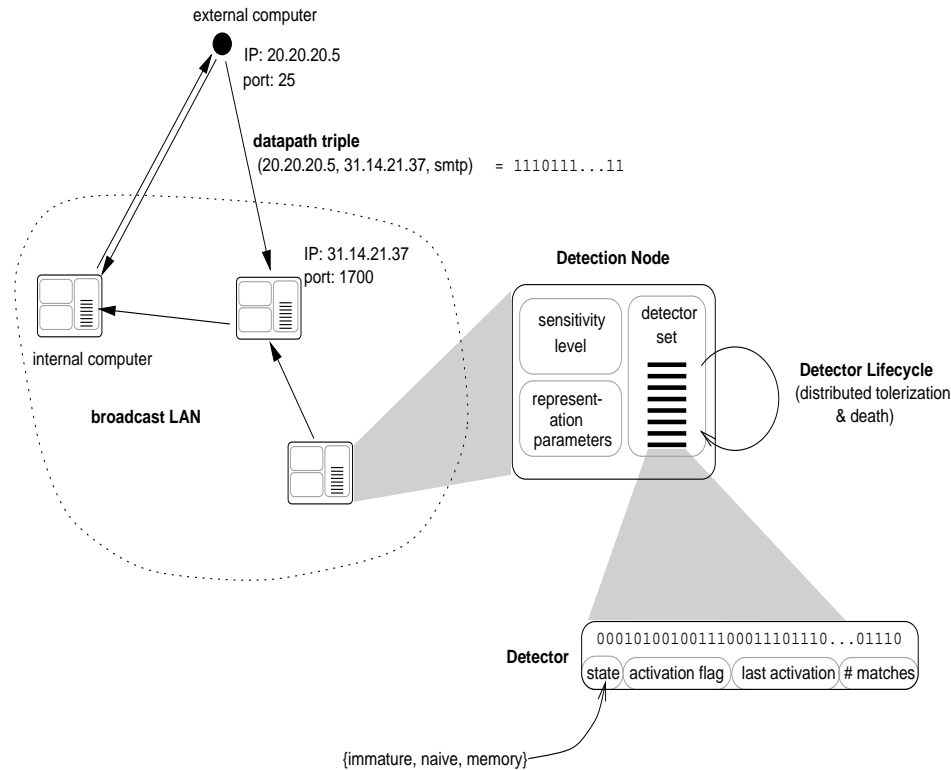 external computer
IP: 20.20.20.5
port: 25
datapath triple
(20.20.20.5, 31.14.21.37, smtp) = 1110111...11
IP: 31.14.21.37
port: 1700
internal computer
broadcast LAN
Detection Node
sensitivity
level
detector
set
represent-
ation
parameters
Detector Lifecycle
(distributed tolerization
& death)
Detector
0001010010011100011101110...01110
state activation flag last activation # matches
{immature, naive, memory}